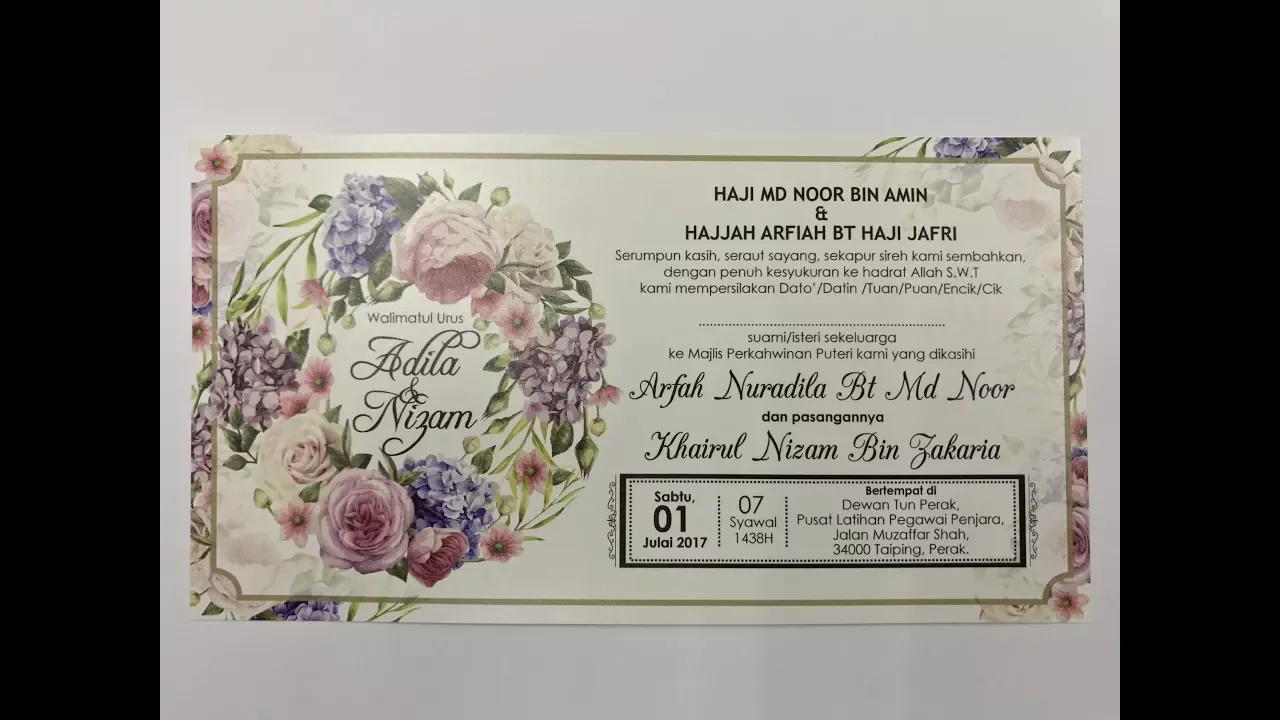 Walimatul Urus
Adila
&
Nizam
HAJI MD NOOR BIN AMIN
&
HAJJAH ARFIAH BT HAJI JAFRI
Serumpun kasih, seraut sayang, sekapur sireh kami sembahkan,
dengan penuh kesyukuran ke hadrat Allah S.W.T
kami mempersilakan Dato'/Datin /Tuan/Puan/Encik/Cik
suami/isteri sekeluarga
ke Majlis Perkahwinan Puteri kami yang dikasihi
Arfah Nuradila Bt Md Noor
dan pasangannya
Khairul Nizam Bin Zakaria
Sabtu,
01
Julai 2017
07
Syawal
1438H
Bertempat di
Dewan Tun Perak,
Pusat Latihan Pegawai Penjara,
Jalan Muzaffar Shah,
34000 Taiping, Perak.